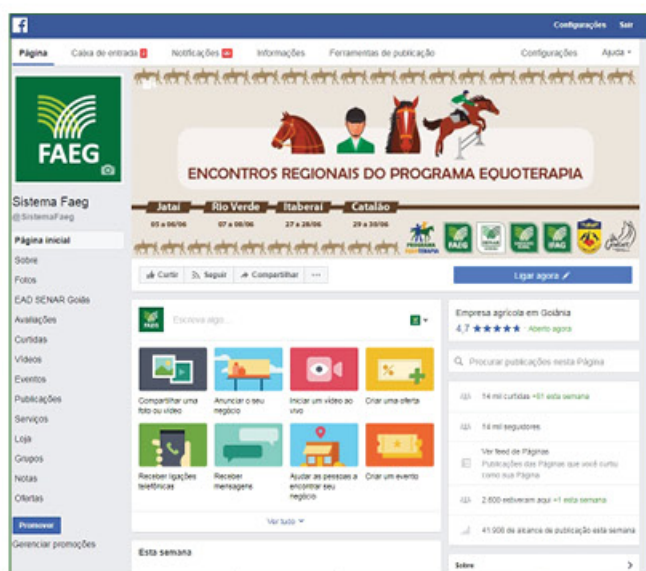 Configurações Sair
Página Caixa de entrada Notificações Informações Ferramentas de publicação Configurações Ajuda
FAEG
ENCONTROS REGIONAIS DO PROGRAMA EQUOTERAPIA
Jataí Rio Verde Itaberaí Catalão
05 a 06/06 07 a 08/06 27 a 28/06 29 a 30/06
Sistema Faeg
@SistemaFaeg
Página inicial
Sobre
Fotos
EAD SENAR Goiás
Avaliações
Curtidas
Vídeos
Eventos
Publicações
Serviços
Loja
Grupos
Notas
Ofertas
Promover
Gerenciar promoções
Curtir Seguir Compartilhar ...
Ligar agora
FAEG
Escreva algo...
Compartilhar uma foto ou vídeo
Anunciar o seu negócio
Iniciar um vídeo ao vivo
Criar uma oferta
Receber ligações telefônicas
Receber mensagens
Ajudar as pessoas a encontrar seu negócio
Criar um evento
Ver tudo
Esta semana
Empresa agrícola em Goiânia
4,7 ★★★★★ · Aberto agora
Procurar publicações nesta Página
14 mil curtidas +91 esta semana
14 mil seguidores
Ver feed de Páginas
Publicações das Páginas que você curtiu como sua Página
2.600 estiveram aqui +1 esta semana
41.906 de alcance de publicação esta semana
Sobre